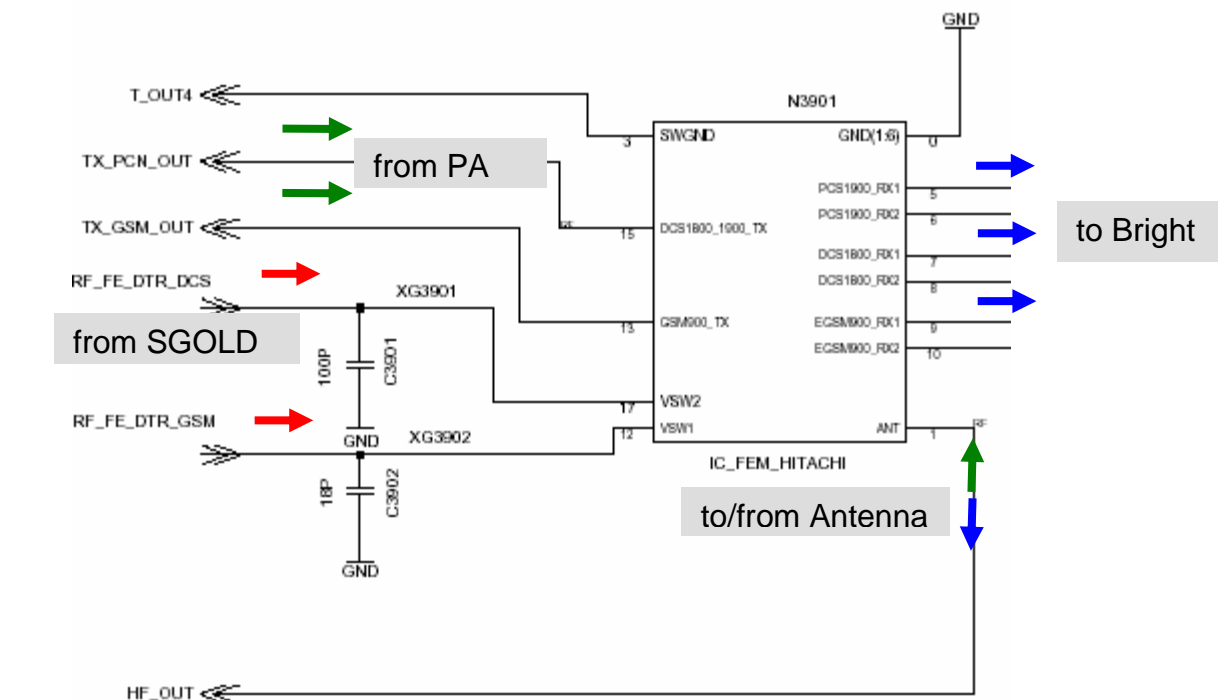 GND
T_OUT4
N3901
3
SWGND
GND(1:6)
0
TX_PCN_OUT
from PA
PCS1900_RX1
5
PCS1900_RX2
6
TX_GSM_OUT
RF
15
DCS1800_1900_TX
to Bright
DCS1800_RX1
7
DCS1800_RX2
8
RF_FE_DTR_DCS
XG3901
13
GSM900_TX
EGSM900_RX1
9
EGSM900_RX2
10
from SGOLD
100P
C3901
17
VSW2
RF_FE_DTR_GSM
GND
XG3902
12
VSW1
ANT
1
RF
IC_FEM_HITACHI
18P
C3902
to/from Antenna
GND
HF_OUT